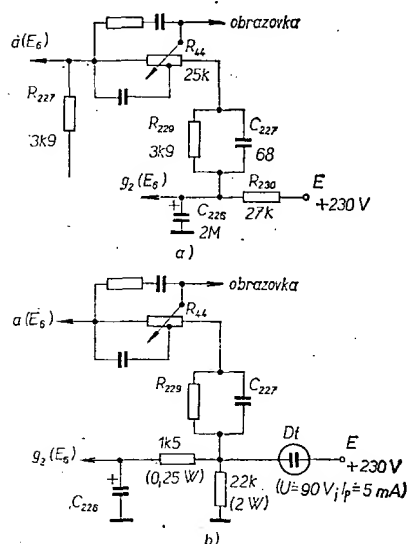 obrazovka
a(E₆)
R₄₄
25k
R₂₂₇
3k9
R₂₂₉
3k9
C₂₂₇
68
g₂(E₆)
R₂₃₀
27k
E
+230 V
+
C₂₂₆
2M
a)
obrazovka
R₄₄
a(E₆)
R₂₂₉
C₂₂₇
1k5
(0,25 W)
g₂(E₆)
Dt
E
+230 V
(U≐90 V; Iₚ≐5 mA)
+
C₂₂₆
22k
(2 W)
b)